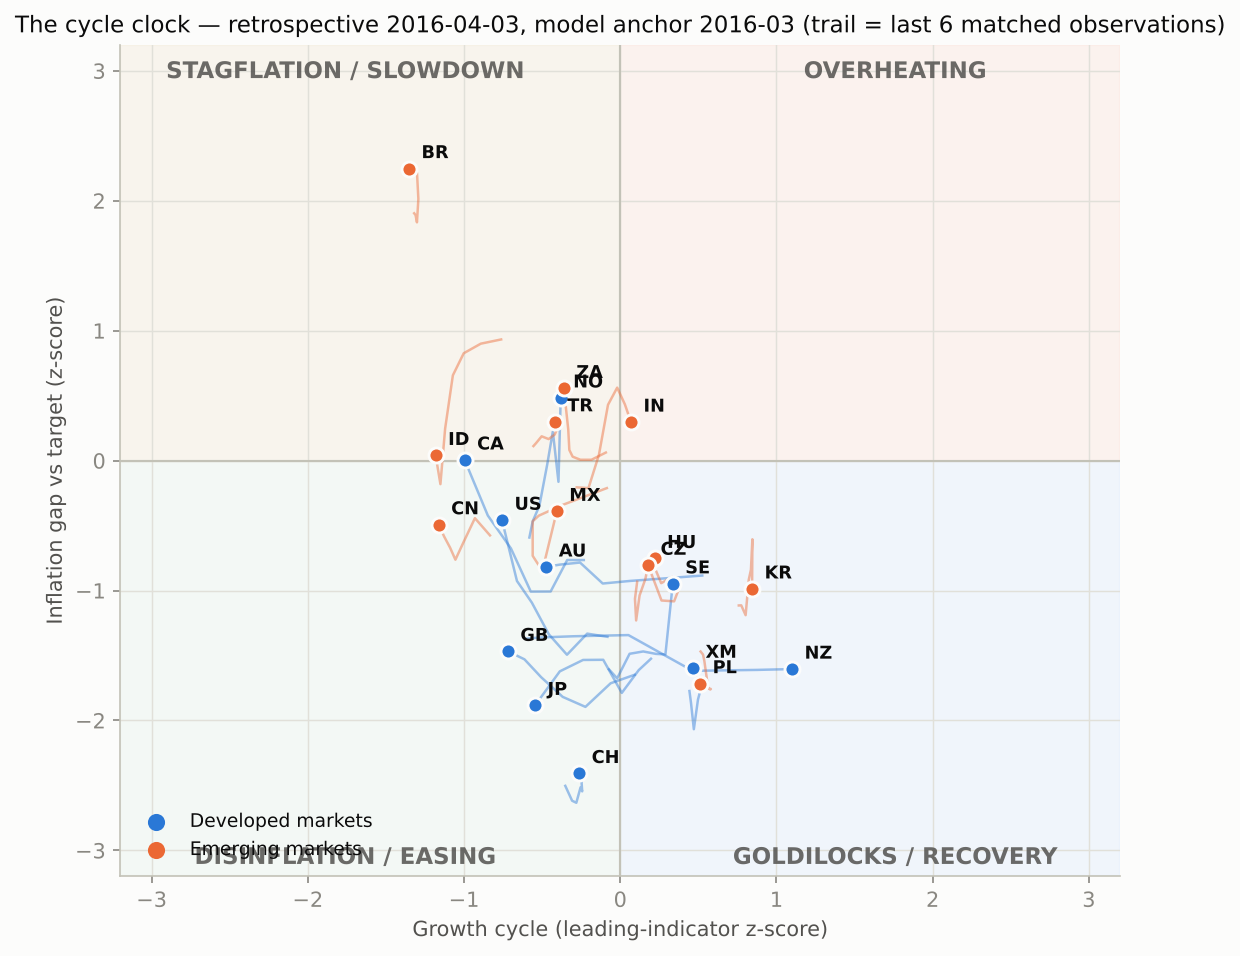 The cycle clock — retrospective 2016-04-03, model anchor 2016-03 (trail = last 6 matched observations)
STAGFLATION / SLOWDOWN
OVERHEATING
3
2
1
0
−1
−2
−3
Inflation gap vs target (z-score)
BR
ZA
NO
TR
IN
ID
CA
MX
US
CN
AU
HU
CZ
SE
KR
GB
XM
NZ
PL
JP
CH
Developed markets
Emerging markets
DISINFLATION / EASING
GOLDILOCKS / RECOVERY
−3
−2
−1
0
1
2
3
Growth cycle (leading-indicator z-score)